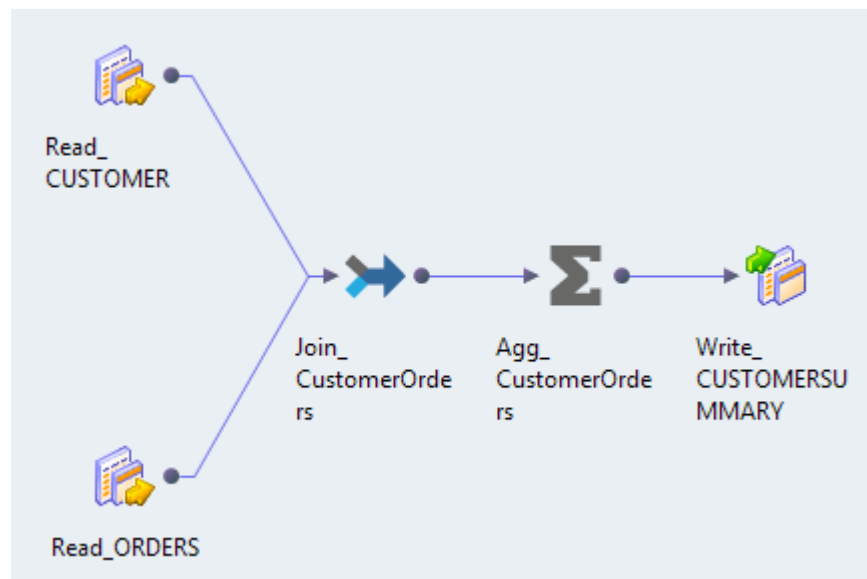 Read_
CUSTOMER
Join_
CustomerOrde
rs
Agg_
CustomerOrde
rs
Write_
CUSTOMERSU
MMARY
Read_ORDERS